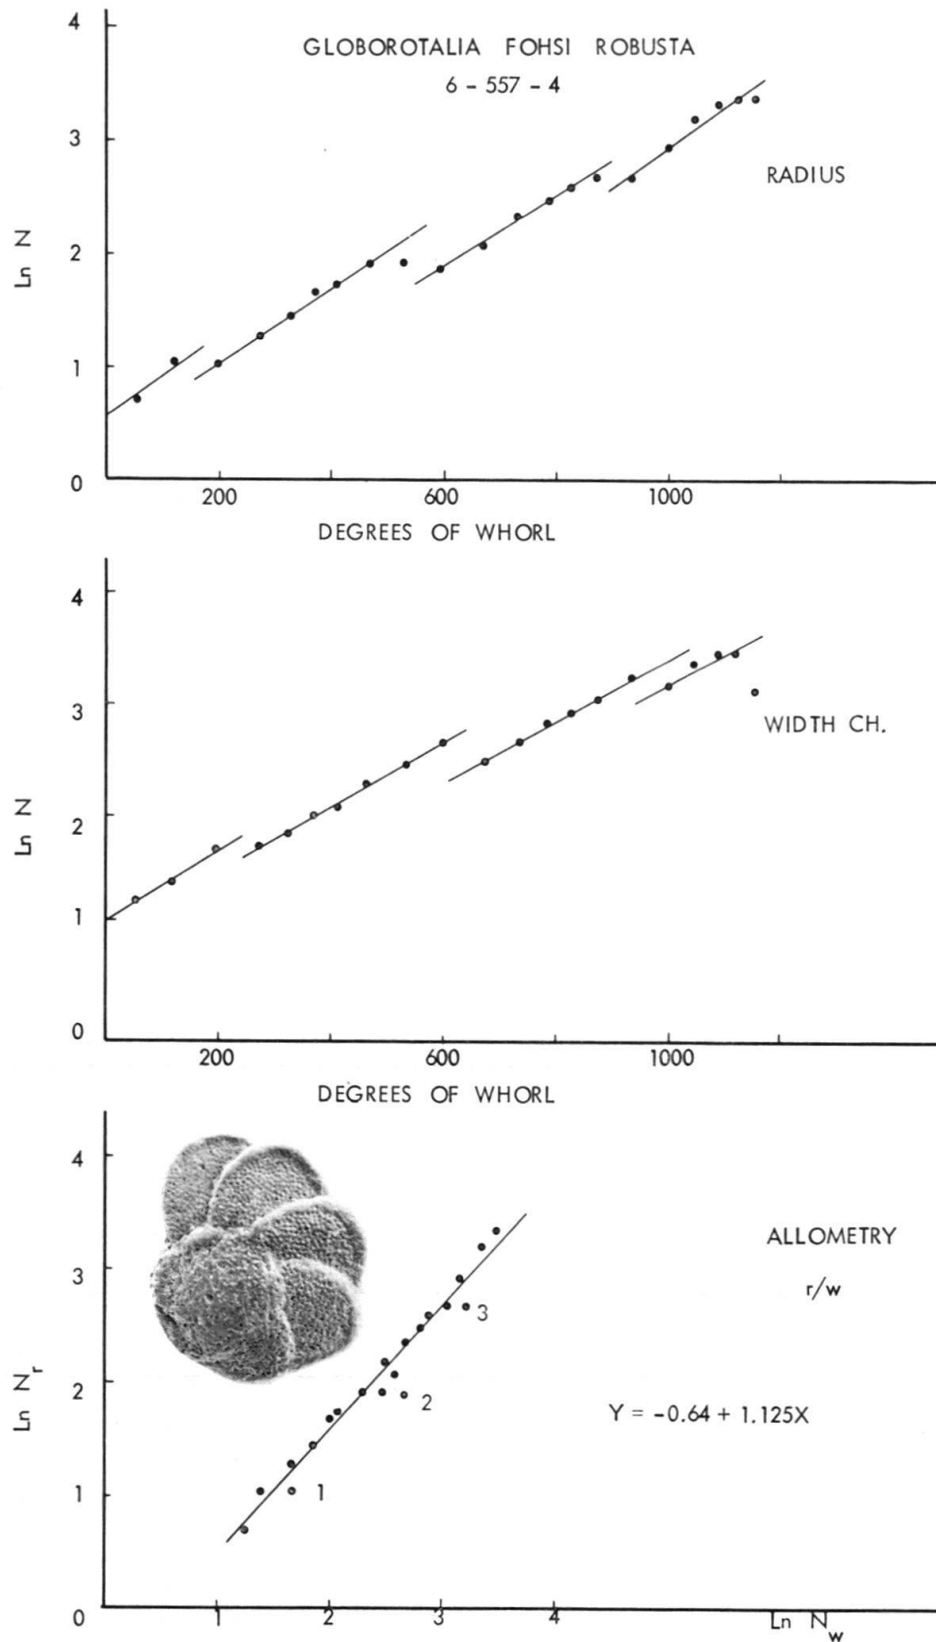 GLOBOROTALIA FOHSI ROBUSTA
6 - 557 - 4
4
3
2
1
0
Ln N
RADIUS
200 600 1000
DEGREES OF WHORL
4
3
2
1
0
Ln N
WIDTH CH.
200 600 1000
DEGREES OF WHORL
4
3
2
1
0
Ln Nr
ALLOMETRY
r/w
3
2
1
Y = -0.64 + 1.125X
1 2 3 4 Ln Nw